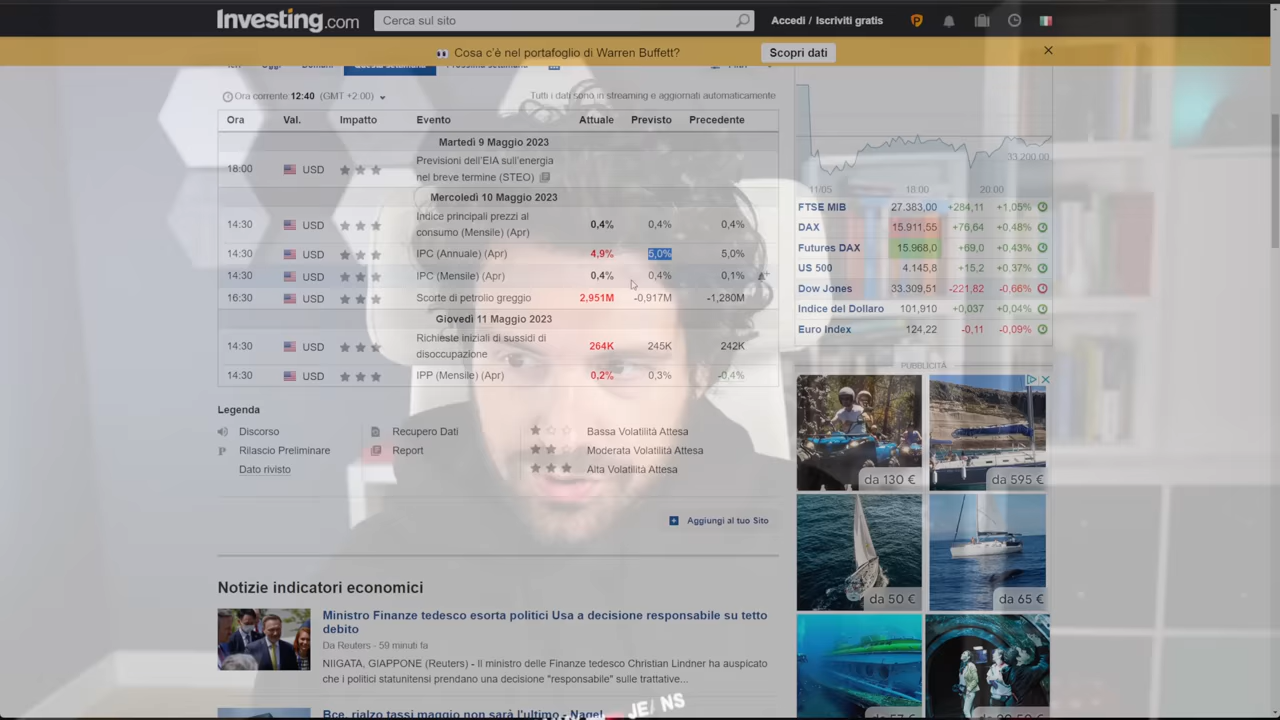 Investing.com
Cerca sul sito
Accedi / Iscriviti gratis
Cosa c'è nel portafoglio di Warren Buffett?
Scopri dati
Ora corrente 12:40 (GMT +2:00)
Tutti i dati sono in streaming e aggiornati automaticamente
Ora Val. Impatto Evento Attuale Previsto Precedente
Martedì 9 Maggio 2023
18:00 USD Previsioni dell'EIA sull'energia
nel breve termine (STEO)
Mercoledì 10 Maggio 2023
14:30 USD Indice principali prezzi al
consumo (Mensile) (Apr) 0,4% 0,4% 0,4%
14:30 USD IPC (Annuale) (Apr) 4,9% 5,0% 5,0%
14:30 USD IPC (Mensile) (Apr) 0,4% 0,4% 0,1%
16:30 USD Scorte di petrolio greggio 2,951M -0,917M -1,280M
Giovedì 11 Maggio 2023
14:30 USD Richieste iniziali di sussidi di
disoccupazione 264K 245K 242K
14:30 USD IPP (Mensile) (Apr) 0,2% 0,3% -0,4%
Legenda
Discorso
Rilascio Preliminare
Dato rivisto
Recupero Dati
Report
Bassa Volatilità Attesa
Moderata Volatilità Attesa
Alta Volatilità Attesa
Aggiungi al tuo Sito
Notizie indicatori economici
Ministro Finanze tedesco esorta politici Usa a decisione responsabile su tetto
debito
Da Reuters - 59 minuti fa
NIIGATA, GIAPPONE (Reuters) - Il ministro delle Finanze tedesco Christian Lindner ha auspicato
che i politici statunitensi prendano una decisione "responsabile" sulle trattative...
Bce, rialzo tassi maggio non sarà l'ultimo - Nagel
33.200,00
11/05 18:00 20:00
FTSE MIB 27.383,00 +284,11 +1,05%
DAX 15.911,55 +76,64 +0,48%
Futures DAX 15.968,0 +69,0 +0,43%
US 500 4.145,8 +15,2 +0,37%
Dow Jones 33.309,51 -221,82 -0,66%
Indice del Dollaro 101,910 +0,037 +0,04%
Euro Index 124,22 -0,11 -0,09%
PUBBLICITÀ
da 130 €
da 595 €
da 50 €
da 65 €
da 57 €
JEANS